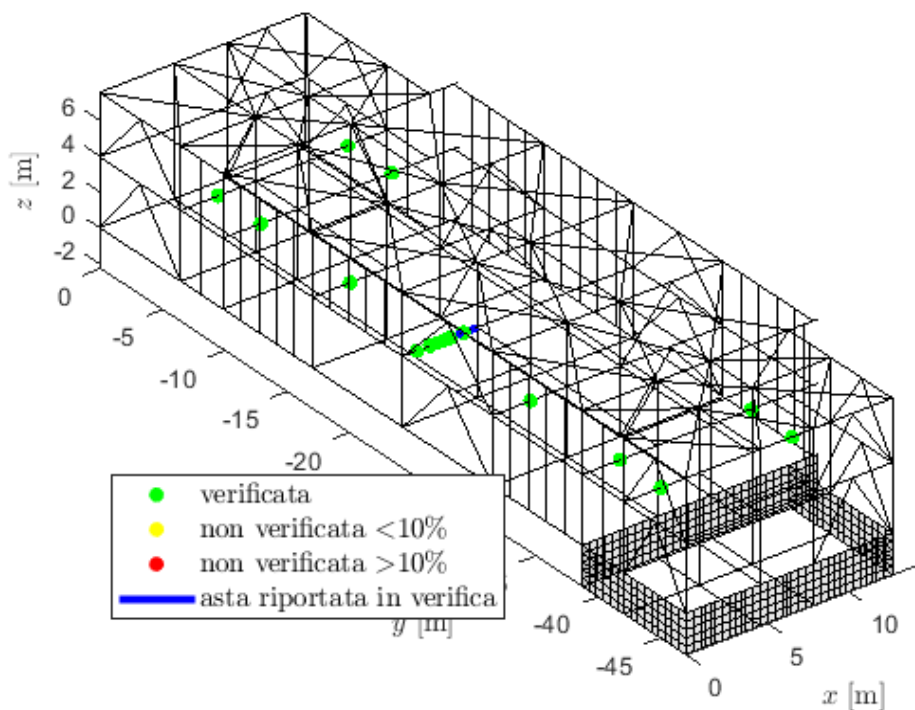 6
4
2
0
-2
z [m]
0
-5
-10
-15
-20
-40
-45
y [m]
0
5
10
x [m]
verificata
non verificata <10%
non verificata >10%
asta riportata in verifica